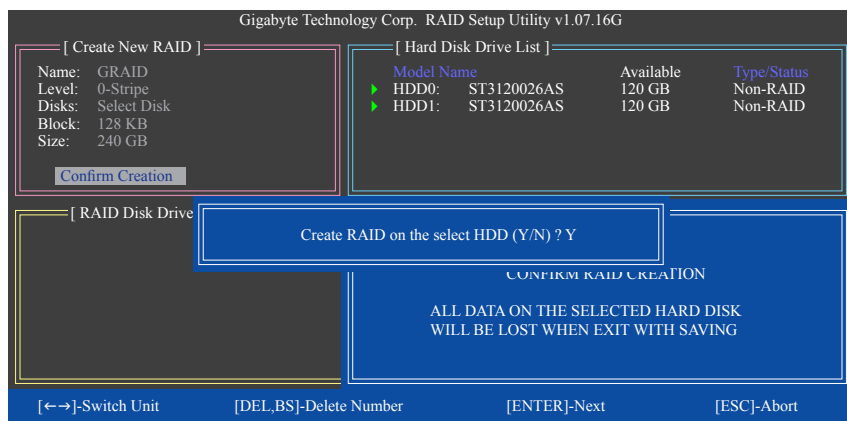 Gigabyte Technology Corp. RAID Setup Utility v1.07.16G
[ Create New RAID ]
Name: GRAID
Level: 0-Stripe
Disks: Select Disk
Block: 128 KB
Size: 240 GB
Confirm Creation
[ Hard Disk Drive List ]
Model Name Available Type/Status
HDD0: ST3120026AS 120 GB Non-RAID
HDD1: ST3120026AS 120 GB Non-RAID
[ RAID Disk Drive
Create RAID on the select HDD (Y/N) ? Y
CONFIRM RAID CREATION
ALL DATA ON THE SELECTED HARD DISK
WILL BE LOST WHEN EXIT WITH SAVING
[←→]-Switch Unit [DEL,BS]-Delete Number [ENTER]-Next [ESC]-Abort